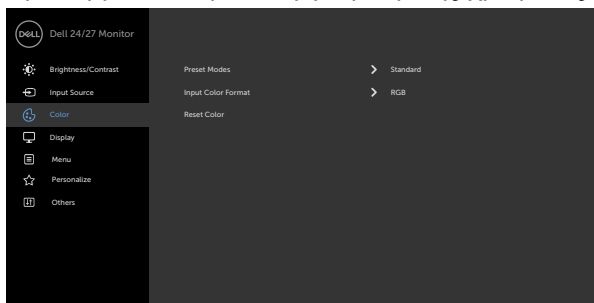 DELL Dell 24/27 Monitor
Brightness/Contrast
Input Source
Color
Display
Menu
Personalize
Others
Preset Modes Standard
Input Color Format RGB
Reset Color